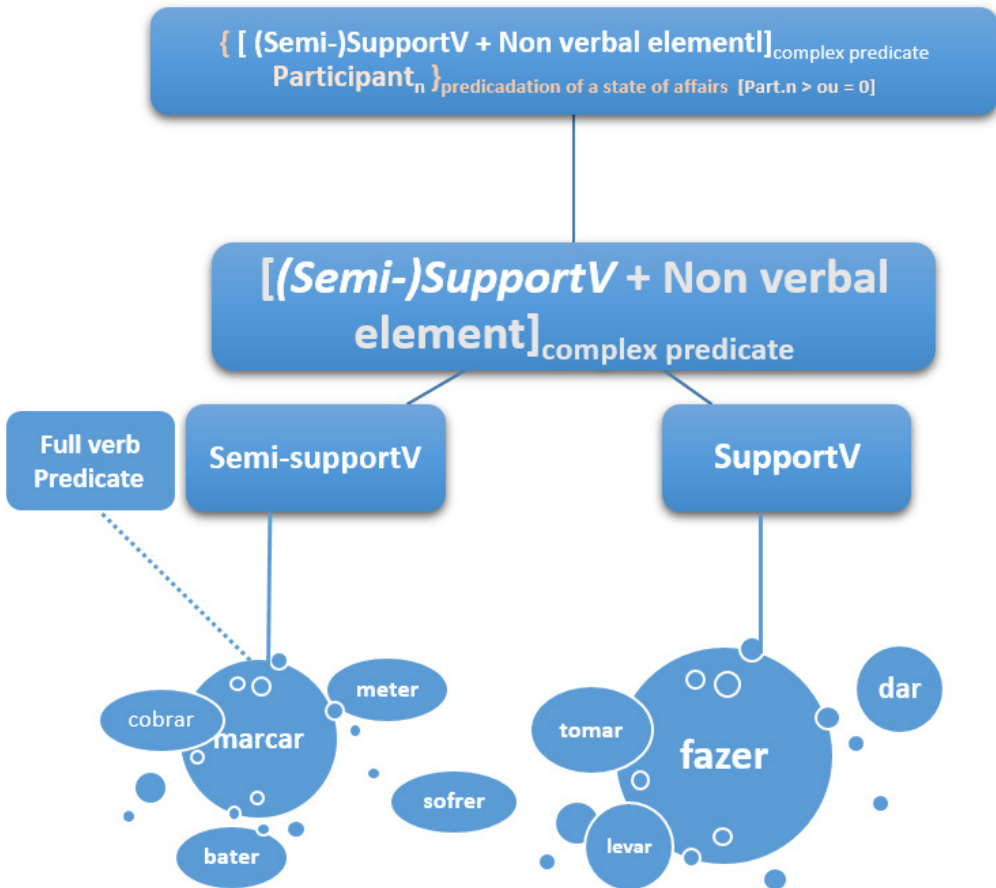 { [ (Semi-)SupportV + Non verbal elementl]complex predicate
Participantn }predicadation of a state of affairs [Part.n > ou = 0]
[(Semi-)SupportV + Non verbal
element]complex predicate
Full verb
Predicate
Semi-supportV
SupportV
cobrar
marcar
meter
sofrer
bater
tomar
fazer
dar
levar